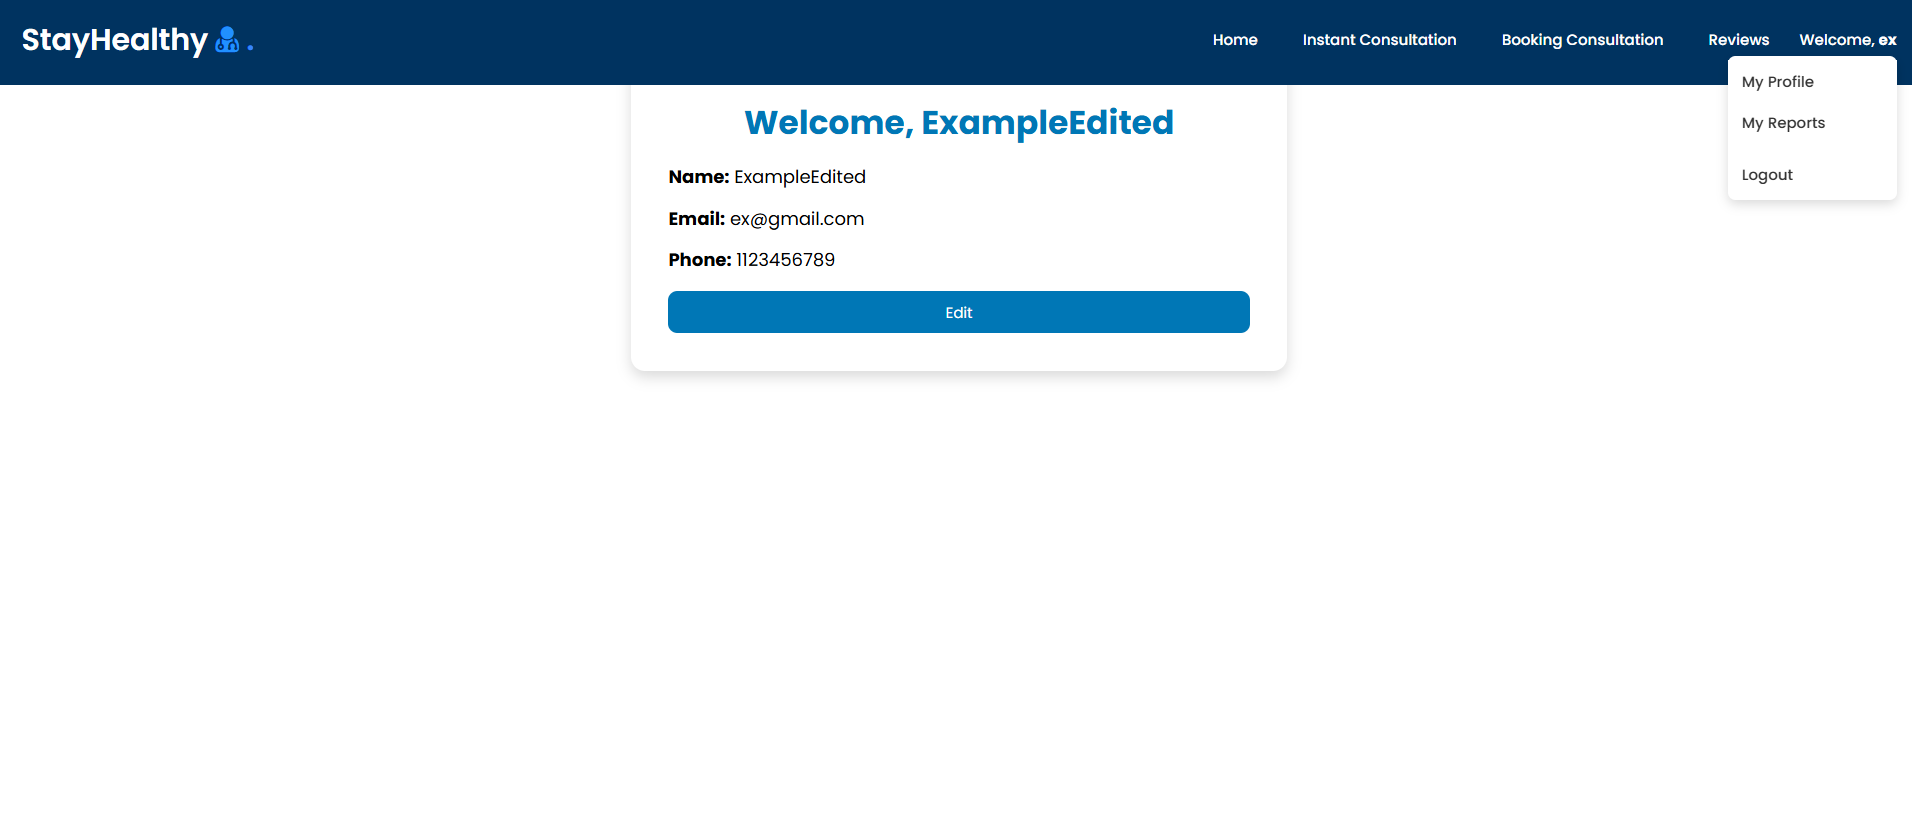 StayHealthy .
Home Instant Consultation Booking Consultation Reviews Welcome, ex
My Profile
My Reports
Logout
Welcome, ExampleEdited
Name: ExampleEdited
Email: ex@gmail.com
Phone: 1123456789
Edit